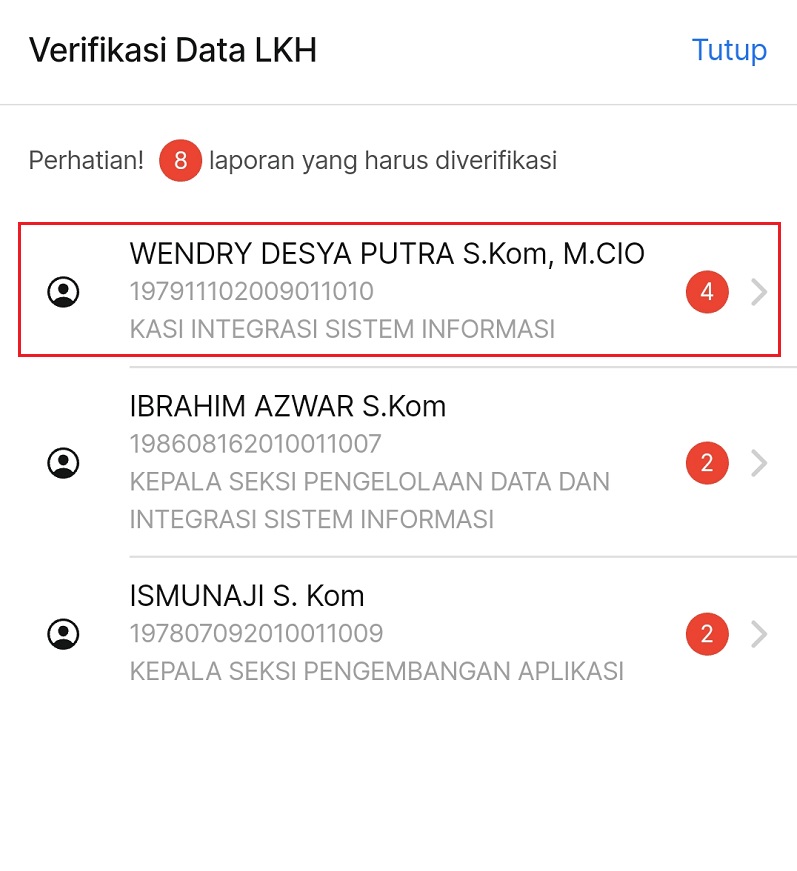 Verifikasi Data LKH
Tutup
Perhatian! 8 laporan yang harus diverifikasi
WENDRY DESYA PUTRA S.Kom, M.CIO
197911102009011010
KASI INTEGRASI SISTEM INFORMASI
4
IBRAHIM AZWAR S.Kom
198608162010011007
KEPALA SEKSI PENGELOLAAN DATA DAN
INTEGRASI SISTEM INFORMASI
2
ISMUNAJI S. Kom
197807092010011009
KEPALA SEKSI PENGEMBANGAN APLIKASI
2